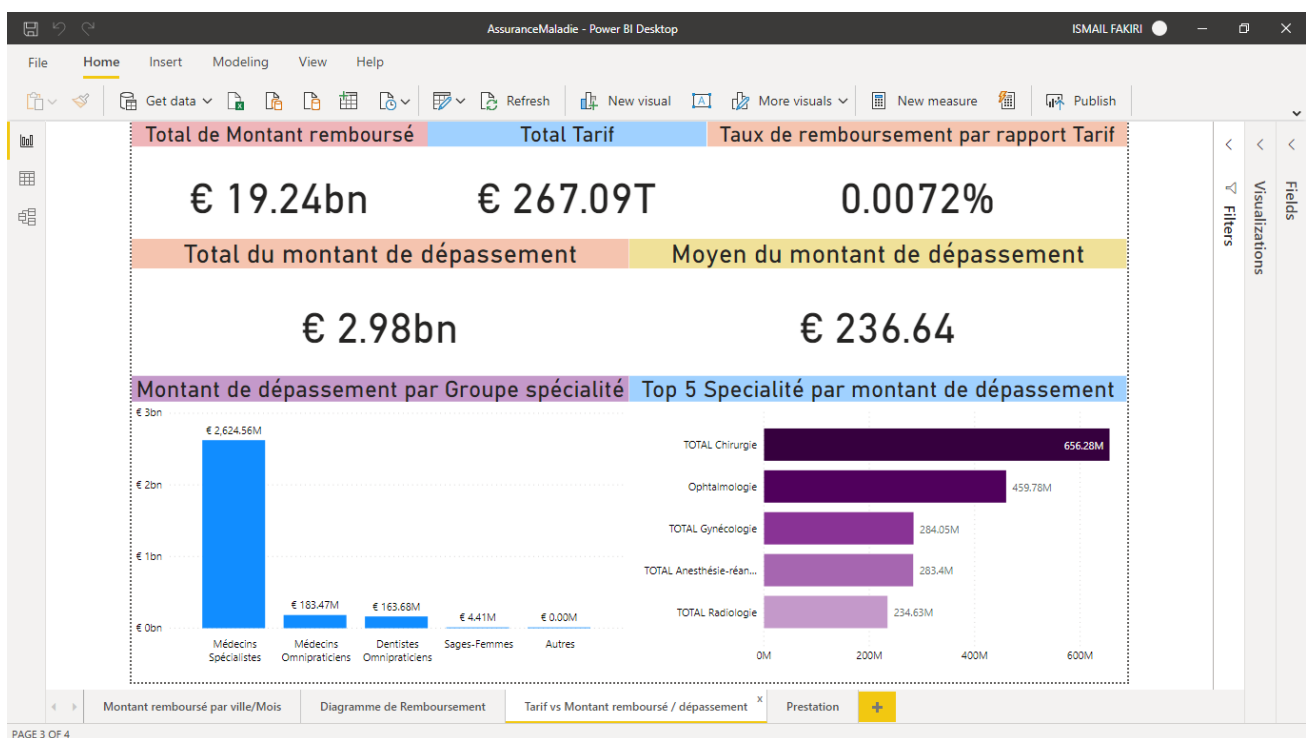 AssuranceMaladie - Power BI Desktop
ISMAIL FAKIRI
File Home Insert Modeling View Help
Get data Refresh New visual More visuals New measure Publish
Total de Montant remboursé
Total Tarif
Taux de remboursement par rapport Tarif
€ 19.24bn
€ 267.09T
0.0072%
Total du montant de dépassement
Moyen du montant de dépassement
€ 2.98bn
€ 236.64
Montant de dépassement par Groupe spécialité
€ 3bn
€ 2bn
€ 1bn
€ 0bn
€ 2,624.56M
€ 183.47M
€ 163.68M
€ 4.41M
€ 0.00M
Médecins
Spécialistes
Médecins
Omnipraticiens
Dentistes
Omnipraticiens
Sages-Femmes
Autres
Top 5 Specialité par montant de dépassement
TOTAL Chirurgie
656.28M
Ophtalmologie
459.78M
TOTAL Gynécologie
284.05M
TOTAL Anesthésie-réan...
283.4M
TOTAL Radiologie
234.63M
0M 200M 400M 600M
Filters
Visualizations
Fields
Montant remboursé par ville/Mois
Diagramme de Remboursement
Tarif vs Montant remboursé / dépassement x
Prestation
+
PAGE 3 OF 4